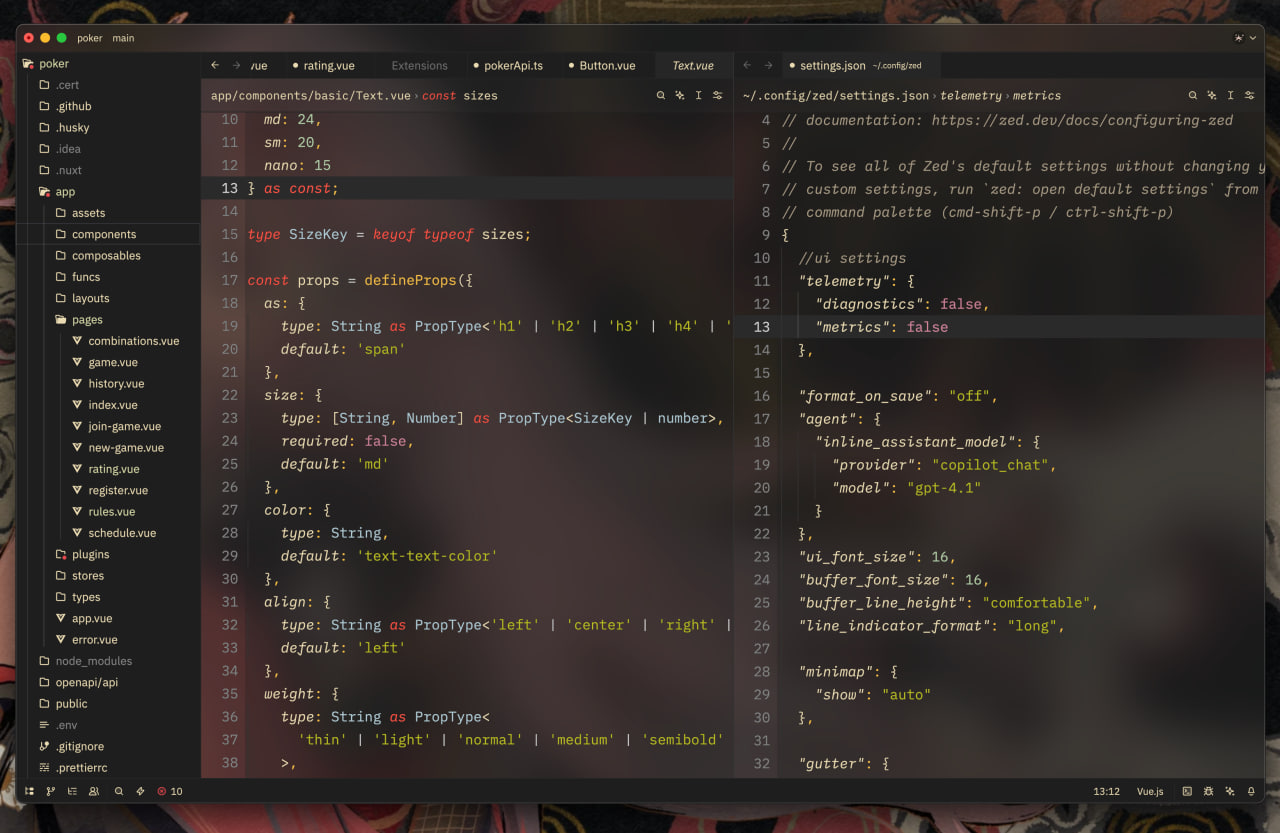 poker main
poker
.cert
.github
.husky
.idea
.nuxt
app
assets
components
composables
funcs
layouts
pages
combinations.vue
game.vue
history.vue
index.vue
join-game.vue
new-game.vue
rating.vue
register.vue
rules.vue
schedule.vue
plugins
stores
types
app.vue
error.vue
node_modules
openapi/api
public
.env
.gitignore
.prettierrc
vue rating.vue Extensions pokerApi.ts Button.vue Text.vue
app/components/basic/Text.vue › const sizes
10 md: 24,
11 sm: 20,
12 nano: 15
13 } as const;
14
15 type SizeKey = keyof typeof sizes;
16
17 const props = defineProps({
18 as: {
19 type: String as PropType<'h1' | 'h2' | 'h3' | 'h4' | '
20 default: 'span'
21 },
22 size: {
23 type: [String, Number] as PropType<SizeKey | number>,
24 required: false,
25 default: 'md'
26 },
27 color: {
28 type: String,
29 default: 'text-text-color'
30 },
31 align: {
32 type: String as PropType<'left' | 'center' | 'right' |
33 default: 'left'
34 },
35 weight: {
36 type: String as PropType<
37 'thin' | 'light' | 'normal' | 'medium' | 'semibold'
38 >,
settings.json ~/.config/zed
~/.config/zed/settings.json › telemetry › metrics
4 // documentation: https://zed.dev/docs/configuring-zed
5 //
6 // To see all of Zed's default settings without changing y
7 // custom settings, run `zed: open default settings` from
8 // command palette (cmd-shift-p / ctrl-shift-p)
9 {
10 //ui settings
11 "telemetry": {
12 "diagnostics": false,
13 "metrics": false
14 },
15
16 "format_on_save": "off",
17 "agent": {
18 "inline_assistant_model": {
19 "provider": "copilot_chat",
20 "model": "gpt-4.1"
21 }
22 },
23 "ui_font_size": 16,
24 "buffer_font_size": 16,
25 "buffer_line_height": "comfortable",
26 "line_indicator_format": "long",
27
28 "minimap": {
29 "show": "auto"
30 },
31
32 "gutter": {
10 13:12 Vue.js